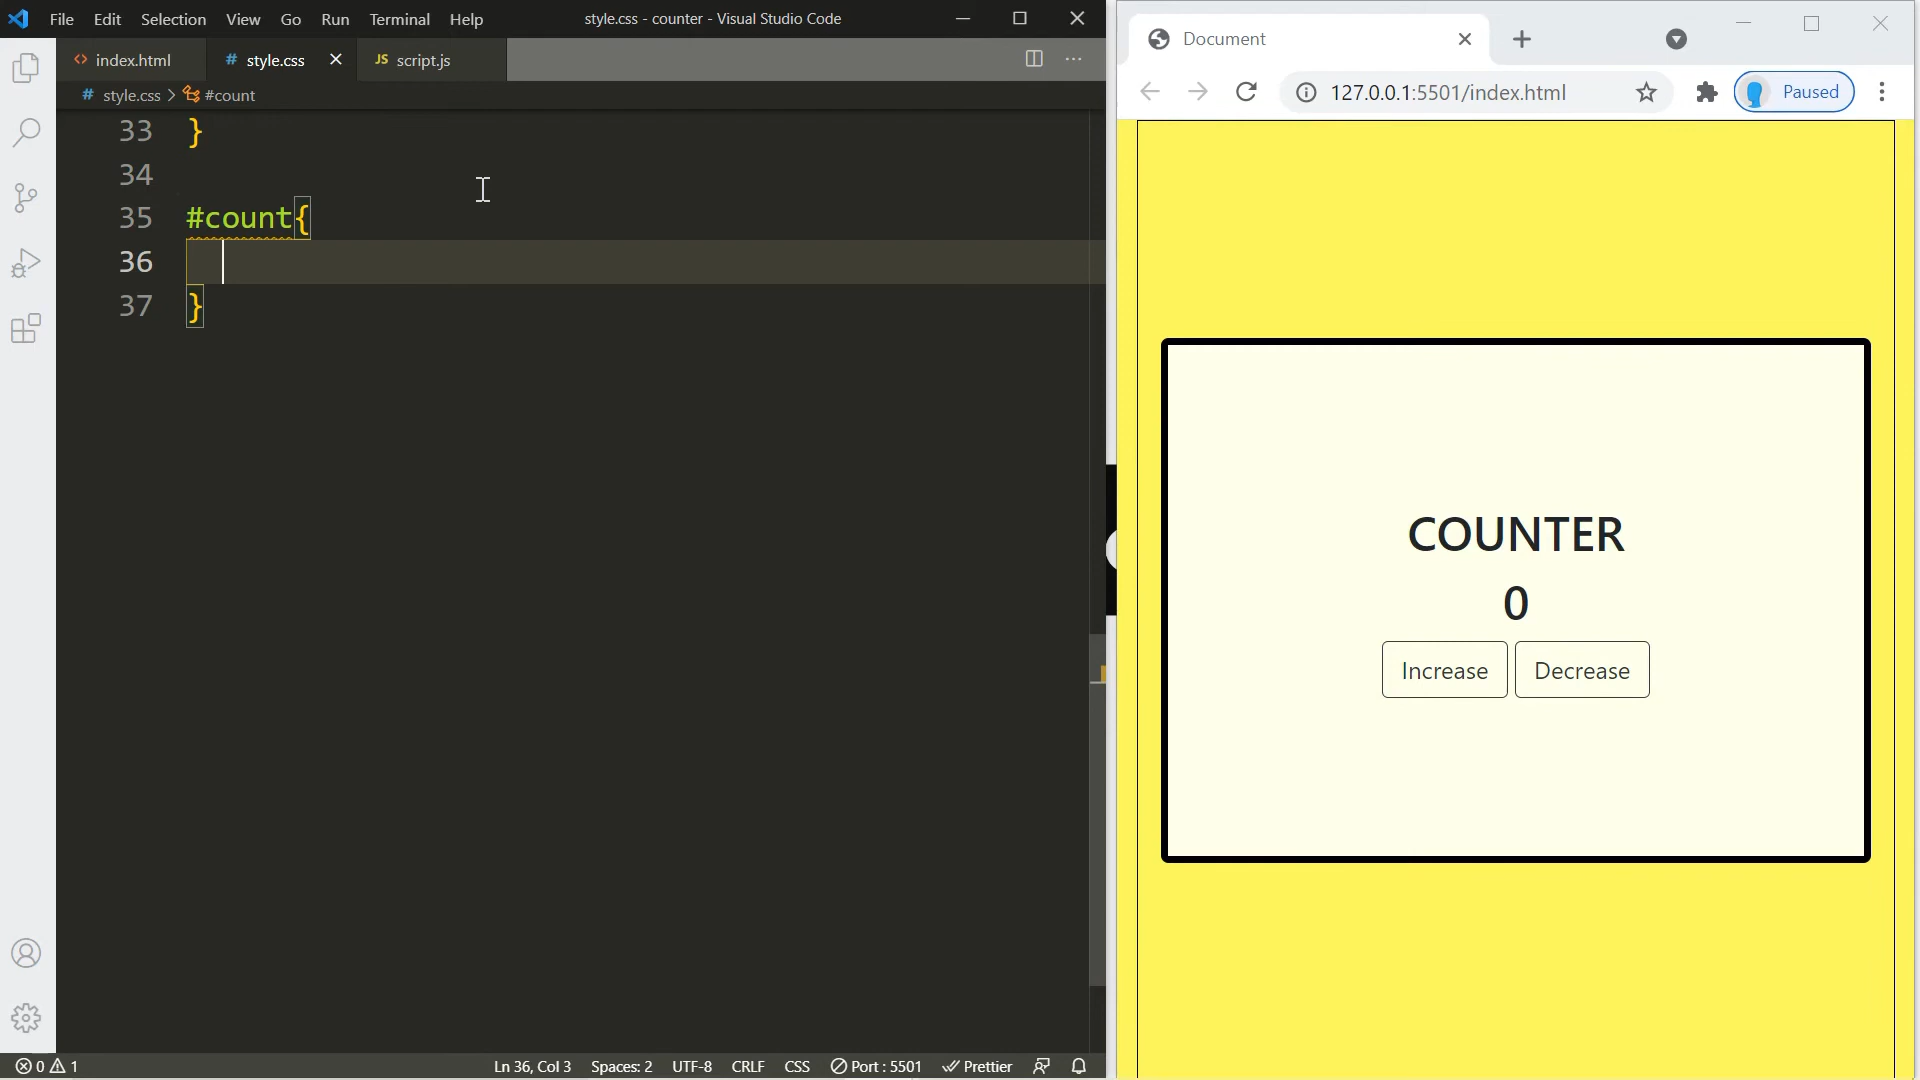 File Edit Selection View Go Run Terminal Help style.css - counter - Visual Studio Code
index.html style.css JS script.js
style.css > #count
33 }
34
35 #count{
36
37 }
0 1 Ln 36, Col 3 Spaces: 2 UTF-8 CRLF CSS Port : 5501 Prettier
Document
127.0.0.1:5501/index.html Paused
COUNTER
0
Increase Decrease